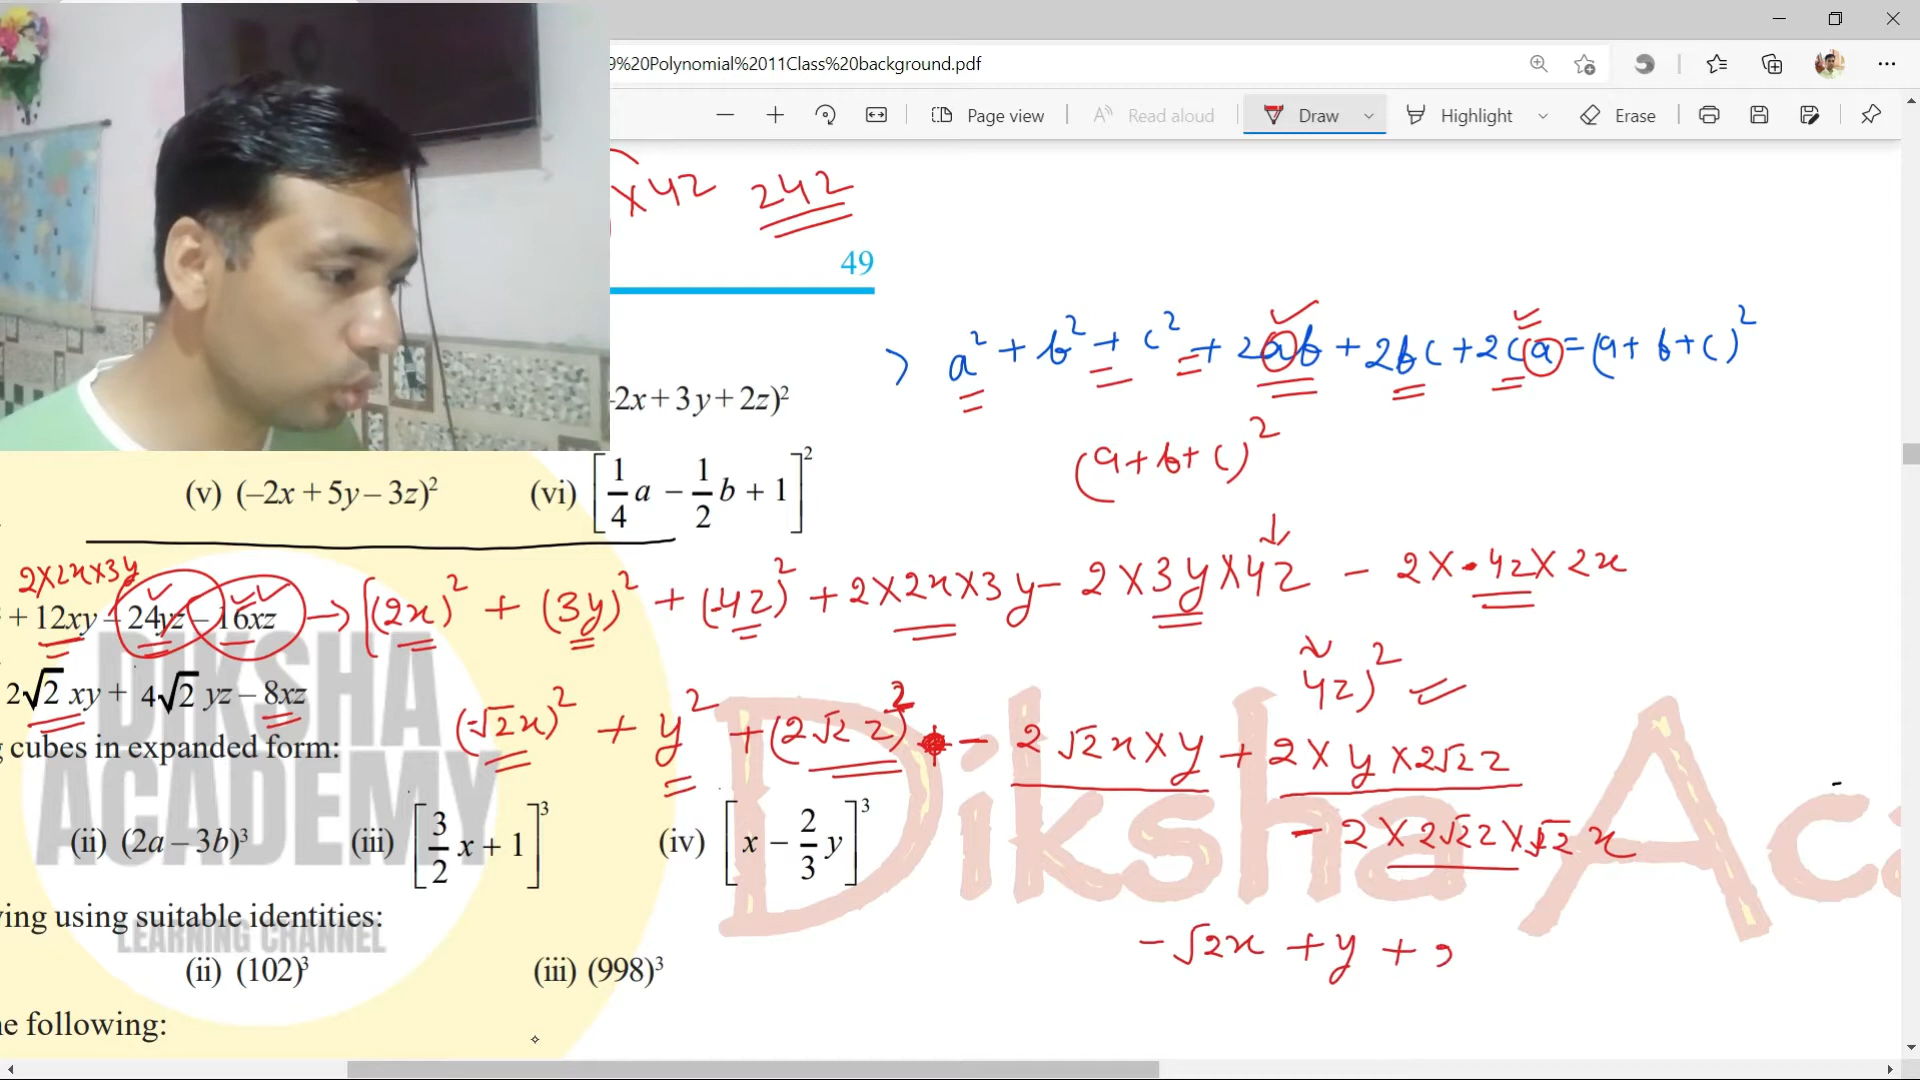 9%20Polynomial%2011Class%20background.pdf
Page view
Read aloud
Draw
Highlight
Erase
×4z 24z
49
a² + b² + c² + 2ab + 2bc + 2ca = (a + b + c)²
2x + 3y + 2z)²
(a + b + c)²
(v) (–2x + 5y – 3z)² (vi) [1/4 a – 1/2 b + 1]²
2×2x×3y
+ 12xy – 24yz – 16xz → [(2x)² + (3y)² + (-4z)² + 2×2x×3y – 2×3y×4z – 2×4z×2x
4z)²
2√2 xy + 4√2 yz – 8xz
(-√2x)² + y² + (2√2 z)² – 2 √2x×y + 2×y×2√2z
– 2×2√2z×√2 x
cubes in expanded form:
(ii) (2a – 3b)³ (iii) [3/2 x + 1]³ (iv) [x – 2/3 y]³
ing using suitable identities:
– √2x + y +
(ii) (102)³ (iii) (998)³
e following:
DIKSHA
ACADEMY
LEARNING CHANNEL
Diksha Aca